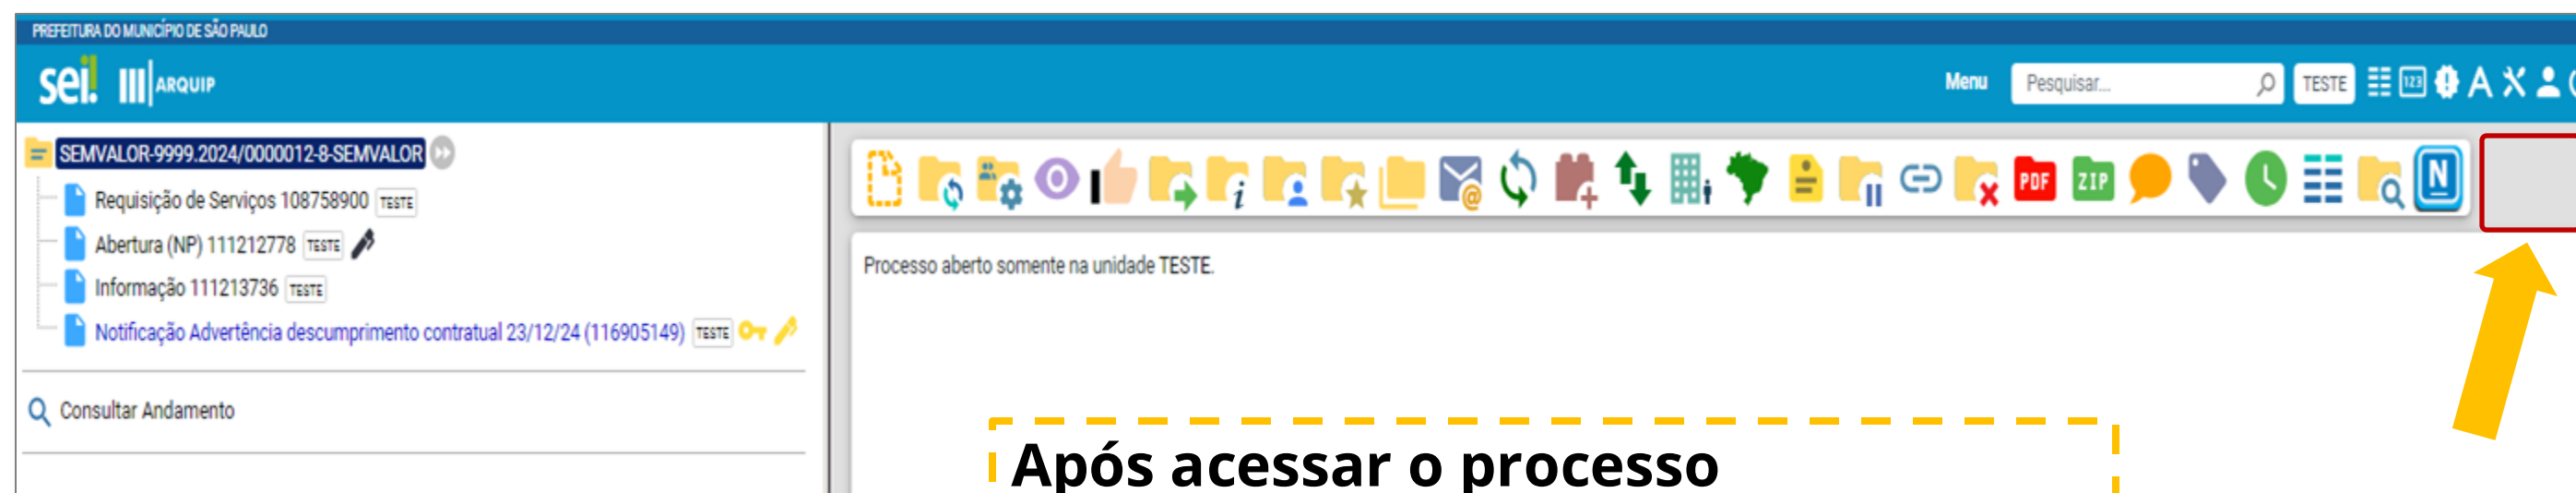 PREFEITURA DO MUNICÍPIO DE SÃO PAULO
sei! ARQUIP
Menu Pesquisar... TESTE 123 A
SEMVALOR-9999.2024/0000012-8-SEMVALOR
Requisição de Serviços 108758900 TESTE
Abertura (NP) 111212778 TESTE
Informação 111213736 TESTE
Notificação Advertência descumprimento contratual 23/12/24 (116905149) TESTE
Consultar Andamento
i @ PDF ZIP N
Processo aberto somente na unidade TESTE.
Após acessar o processo